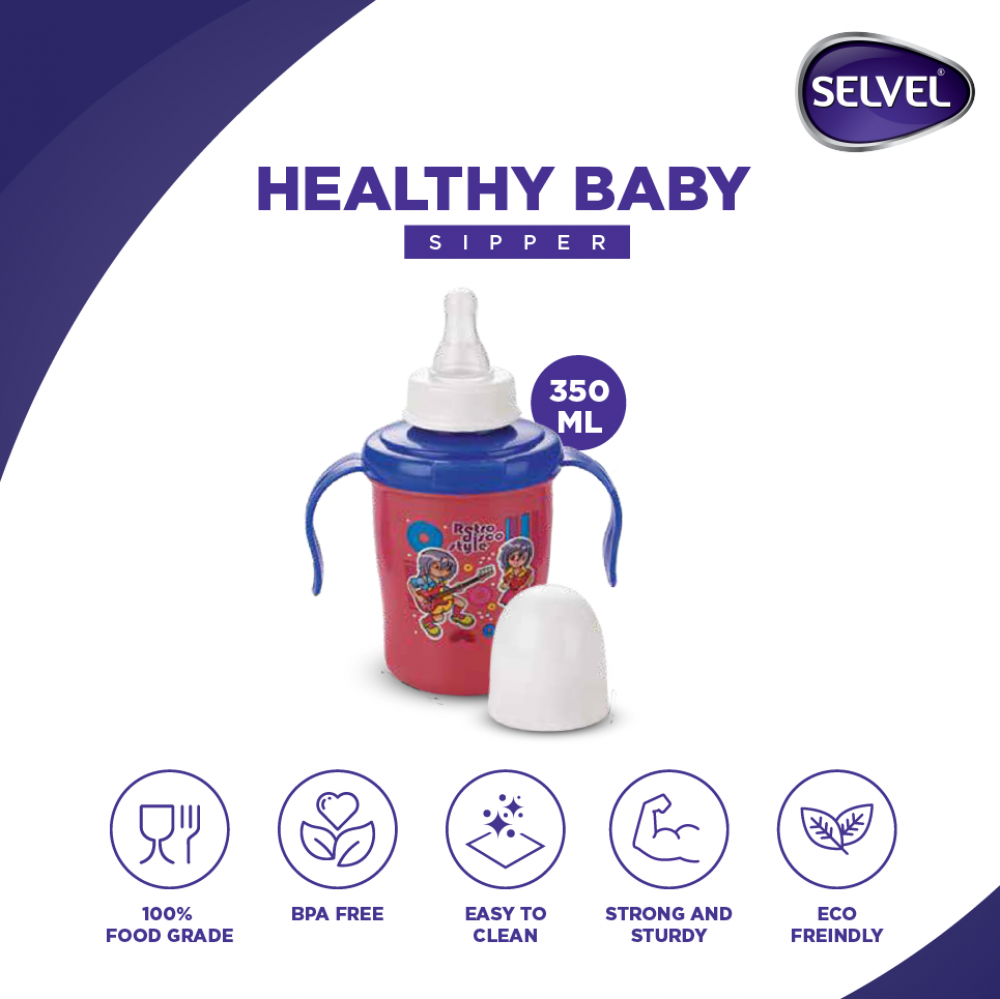 SELVEL®
HEALTHY BABY
SIPPER
350
ML
Retro
disco
style
100%
FOOD GRADE
BPA FREE
EASY TO
CLEAN
STRONG AND
STURDY
ECO
FREINDLY